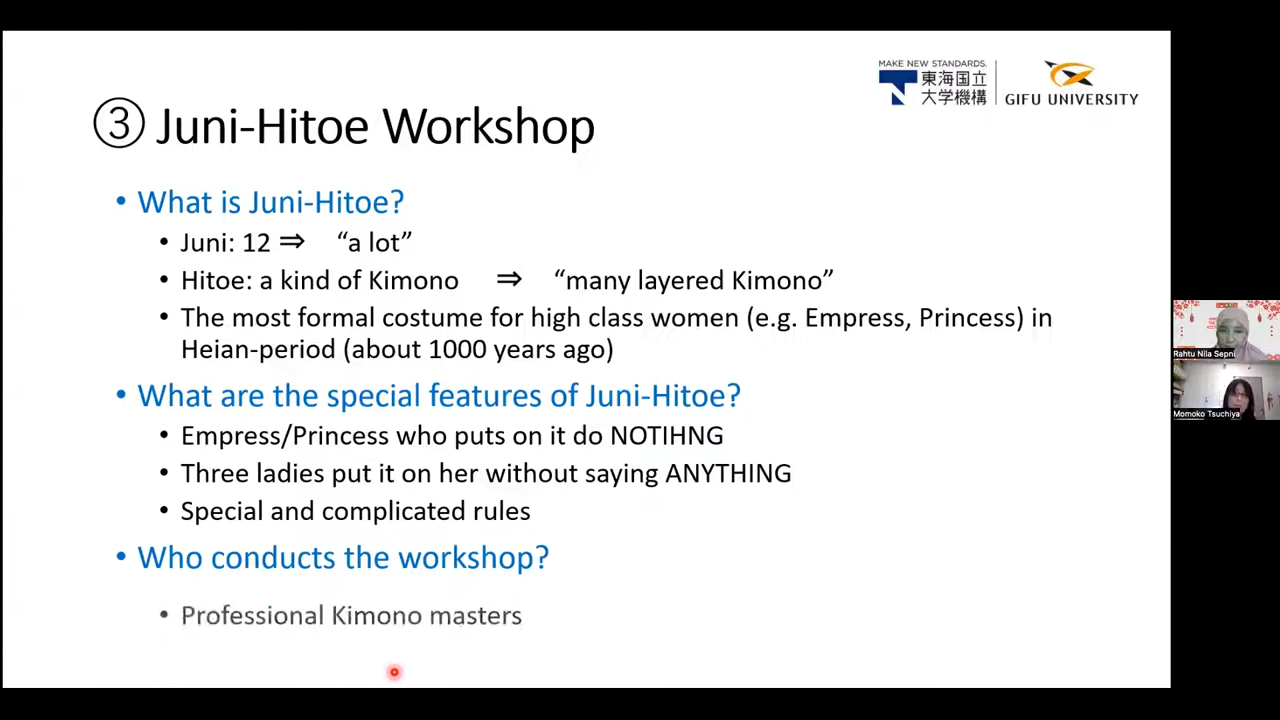 MAKE NEW STANDARDS.
東海国立
大学機構
GIFU UNIVERSITY
③ Juni-Hitoe Workshop
• What is Juni-Hitoe?
• Juni: 12 ⇒ “a lot”
• Hitoe: a kind of Kimono ⇒ “many layered Kimono”
• The most formal costume for high class women (e.g. Empress, Princess) in
Heian-period (about 1000 years ago)
• What are the special features of Juni-Hitoe?
• Empress/Princess who puts on it do NOTIHNG
• Three ladies put it on her without saying ANYTHING
• Special and complicated rules
• Who conducts the workshop?
• Professional Kimono masters
Rahtu Nila Sepni
Momoko Tsuchiya